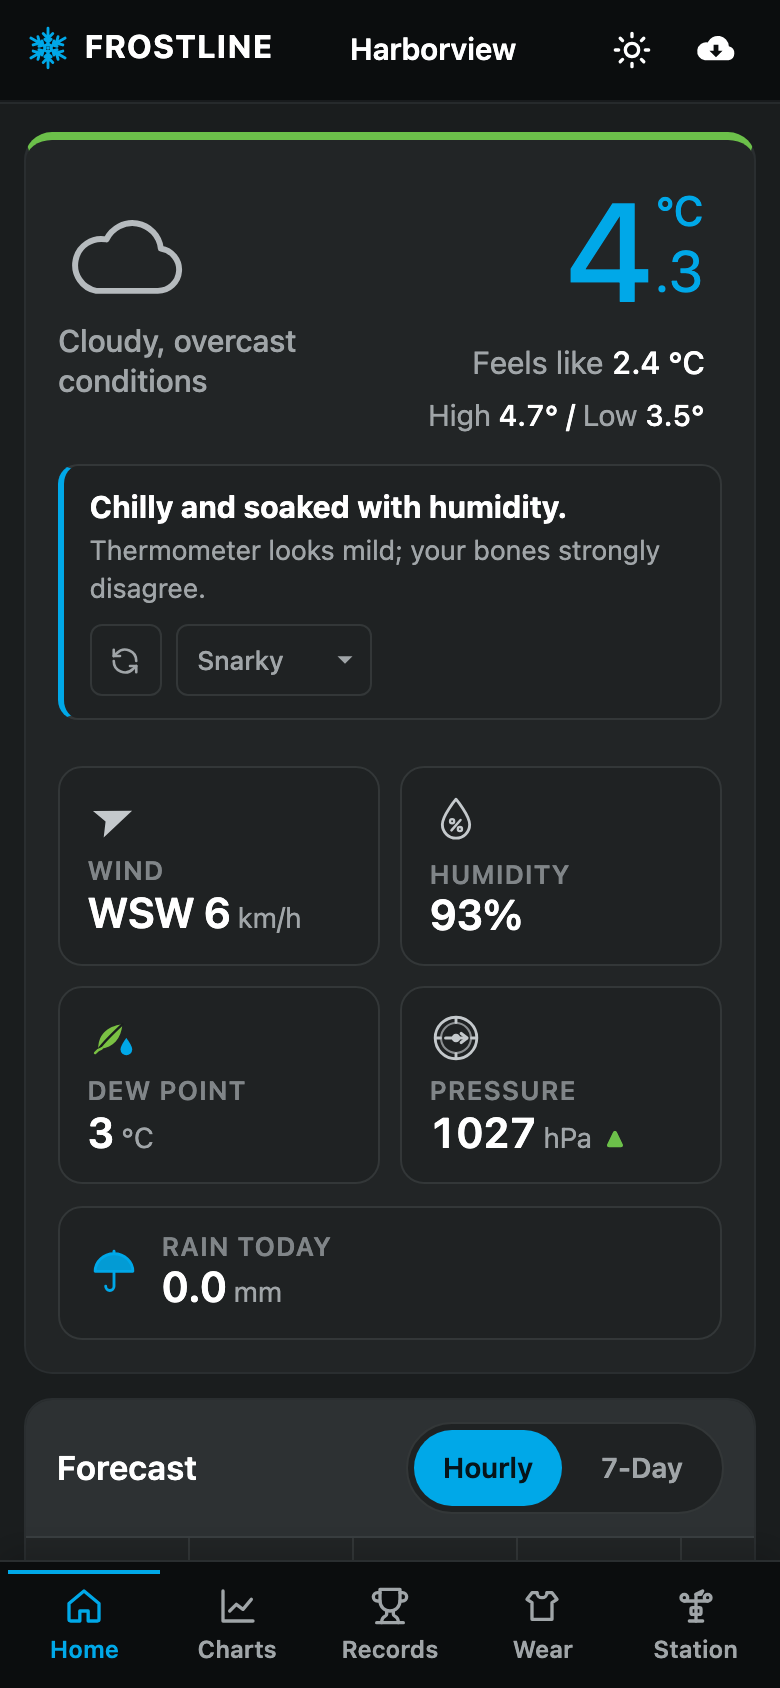 FROSTLINE
Harborview
4.3 °C
Cloudy, overcast
conditions
Feels like 2.4 °C
High 4.7° / Low 3.5°
Chilly and soaked with humidity.
Thermometer looks mild; your bones strongly
disagree.
Snarky
WIND
WSW 6 km/h
%
HUMIDITY
93%
DEW POINT
3 °C
PRESSURE
1027 hPa
RAIN TODAY
0.0 mm
Forecast
Hourly
7-Day
Home
Charts
Records
Wear
Station